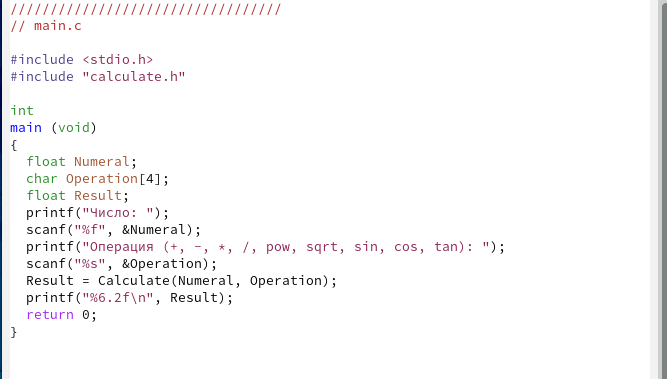 //////////////////////////////////
// main.c
#include <stdio.h>
#include "calculate.h"
int
main (void)
{
float Numeral;
char Operation[4];
float Result;
printf("Число: ");
scanf("%f", &Numeral);
printf("Операция (+, -, *, /, pow, sqrt, sin, cos, tan): ");
scanf("%s", &Operation);
Result = Calculate(Numeral, Operation);
printf("%6.2f\n", Result);
return 0;
}